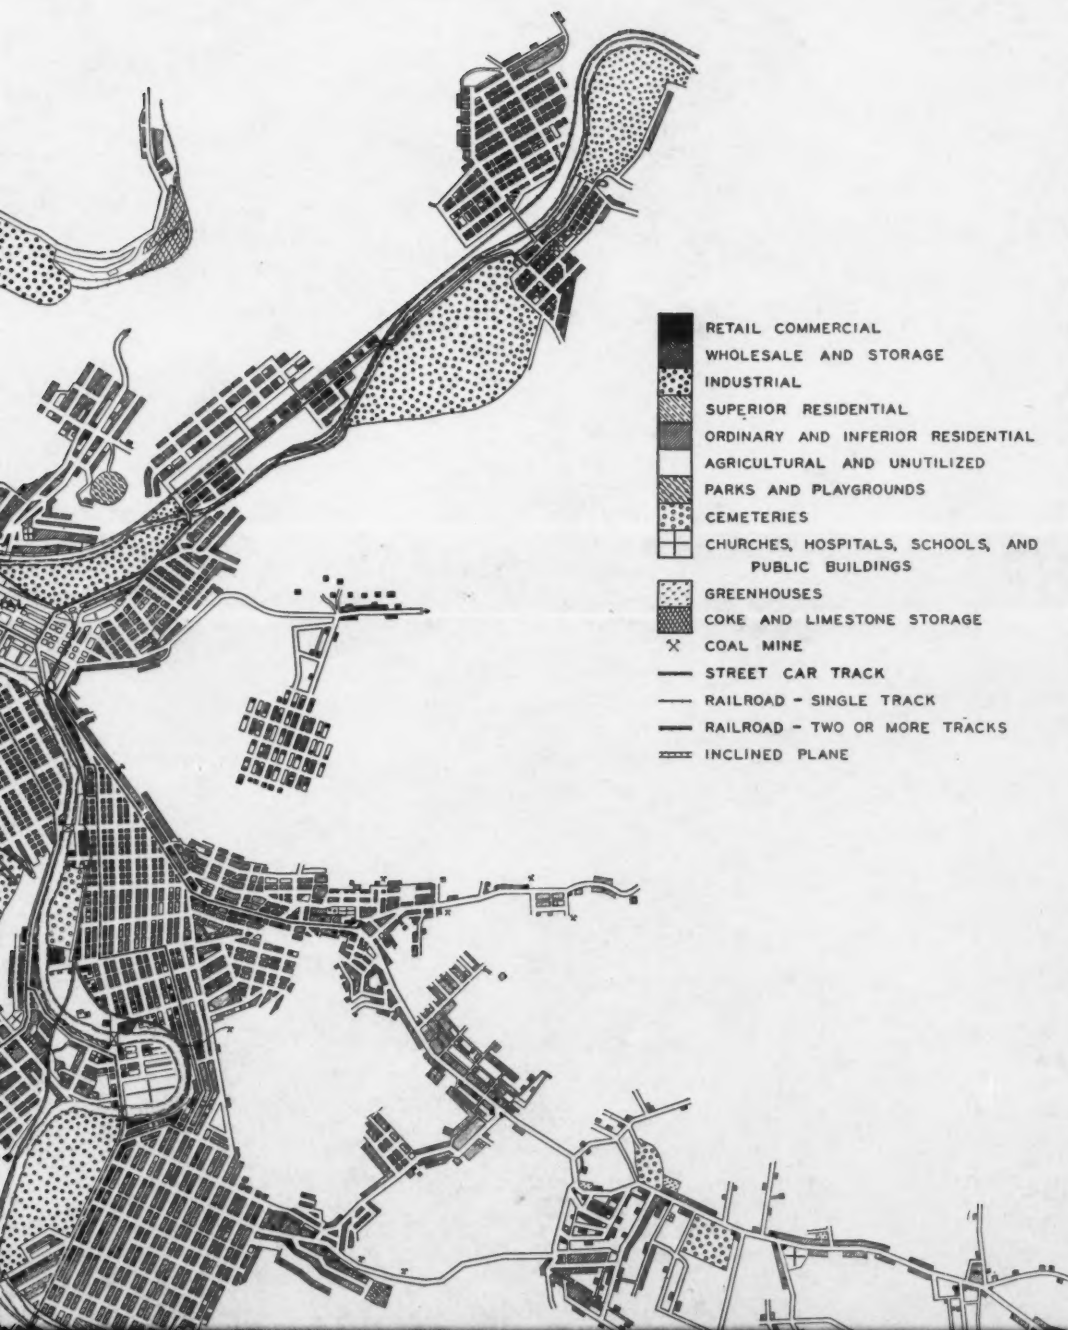 RETAIL COMMERCIAL
WHOLESALE AND STORAGE
INDUSTRIAL
SUPERIOR RESIDENTIAL
ORDINARY AND INFERIOR RESIDENTIAL
AGRICULTURAL AND UNUTILIZED
PARKS AND PLAYGROUNDS
CEMETERIES
CHURCHES, HOSPITALS, SCHOOLS, AND
PUBLIC BUILDINGS
GREENHOUSES
COKE AND LIMESTONE STORAGE
COAL MINE
STREET CAR TRACK
RAILROAD - SINGLE TRACK
RAILROAD - TWO OR MORE TRACKS
INCLINED PLANE